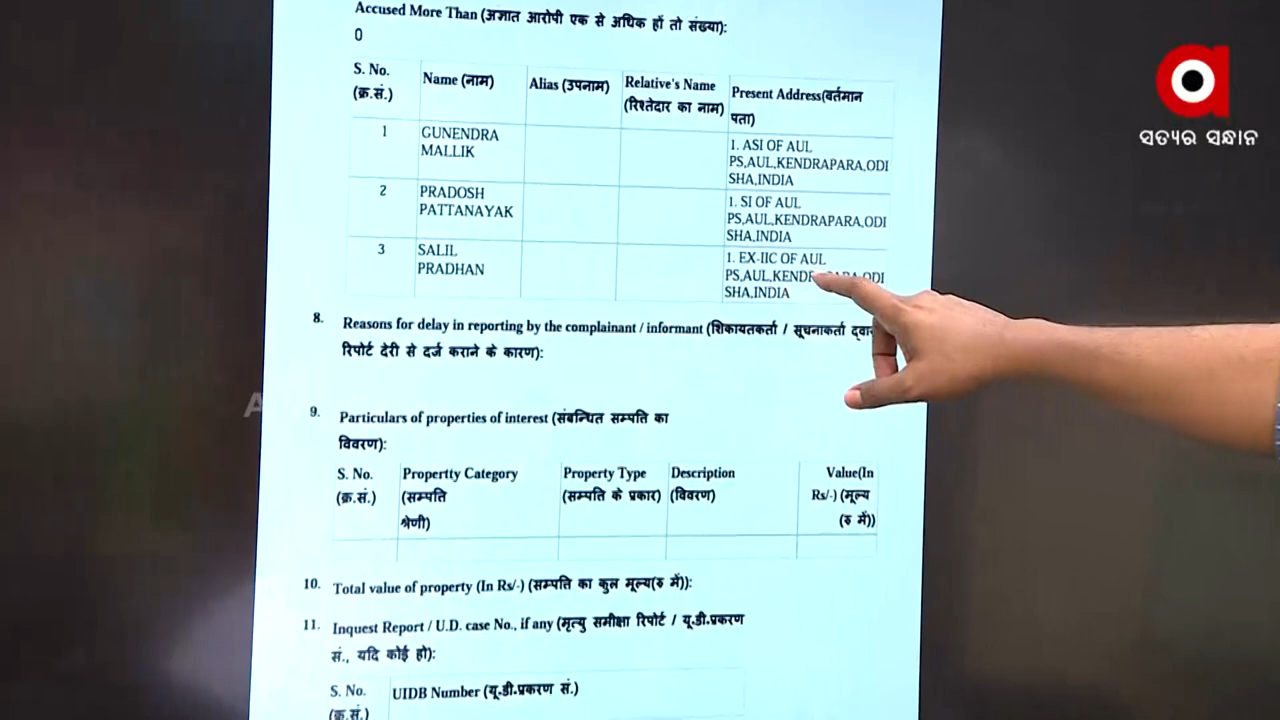 Accused More Than (अज्ञात आरोपी एक से अधिक हों तो संख्या):
0
S. No. (क्र.सं.) Name (नाम) Alias (उपनाम) Relative's Name (रिश्तेदार का नाम) Present Address(वर्तमान पता)
1 GUNENDRA MALLIK 1. ASI OF AUL PS,AUL,KENDRAPARA,ODI SHA,INDIA
2 PRADOSH PATTANAYAK 1. SI OF AUL PS,AUL,KENDRAPARA,ODI SHA,INDIA
3 SALIL PRADHAN 1. EX-IIC OF AUL PS,AUL,KENDRAPARA,ODI SHA,INDIA
8. Reasons for delay in reporting by the complainant / informant (शिकायतकर्ता / सूचनाकर्ता
रिपोर्ट देरी से दर्ज कराने के कारण):
9. Particulars of properties of interest (संबन्धित सम्पति का
विवरण):
S. No. (क्र.सं.) Propertty Category (सम्पति श्रेणी) Property Type (सम्पति के प्रकार) Description (विवरण) Value(In Rs/-) (मूल्य (रु में))
10. Total value of property (In Rs/-) (सम्पति का कुल मूल्य(रु में)):
11. Inquest Report / U.D. case No., if any (मृत्यु समीक्षा रिपोर्ट / यू.डी.प्रकरण
सं., यदि कोई हो):
S. No. (क्र.सं.) UIDB Number (यू.डी.प्रकरण सं.)
ସତ୍ୟର ସନ୍ଧାନ